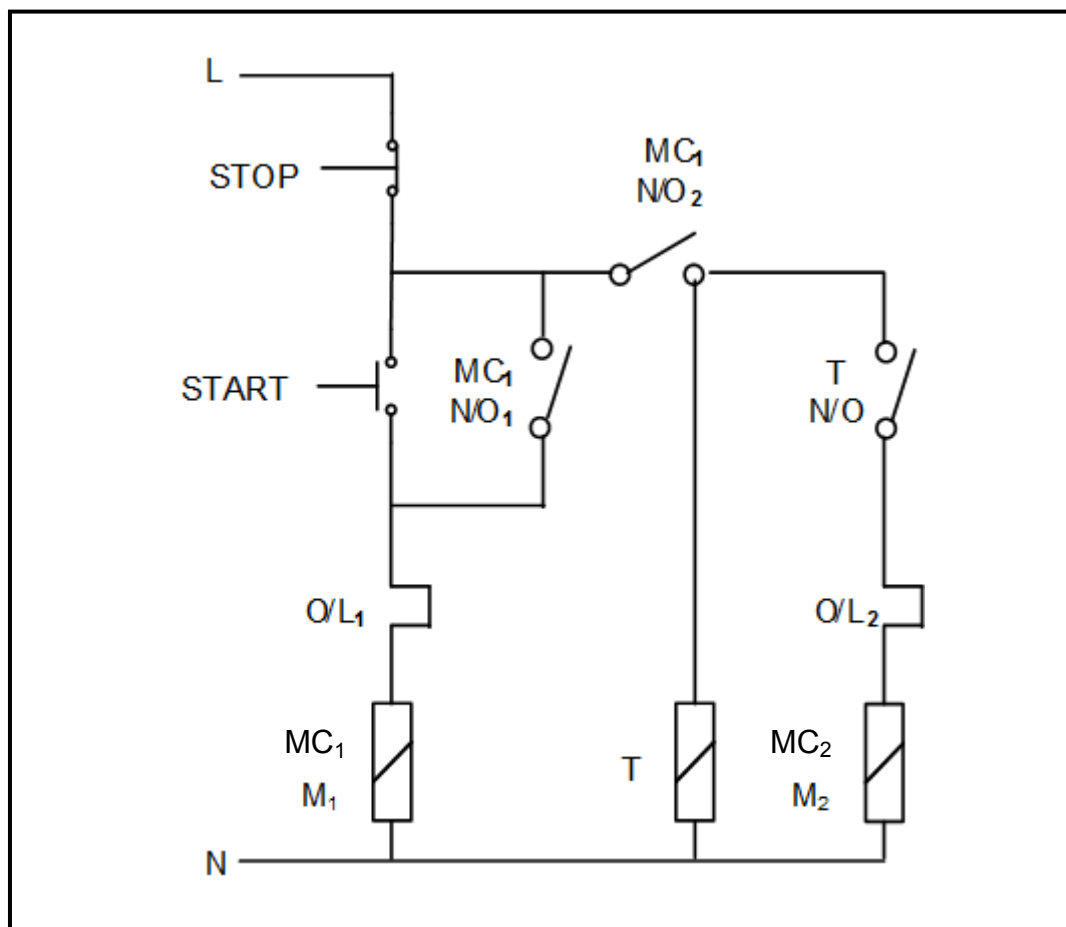 L
STOP
MC₁
N/O₂
START
MC₁
N/O₁
T
N/O
O/L₁
O/L₂
MC₁
M₁
T
MC₂
M₂
N